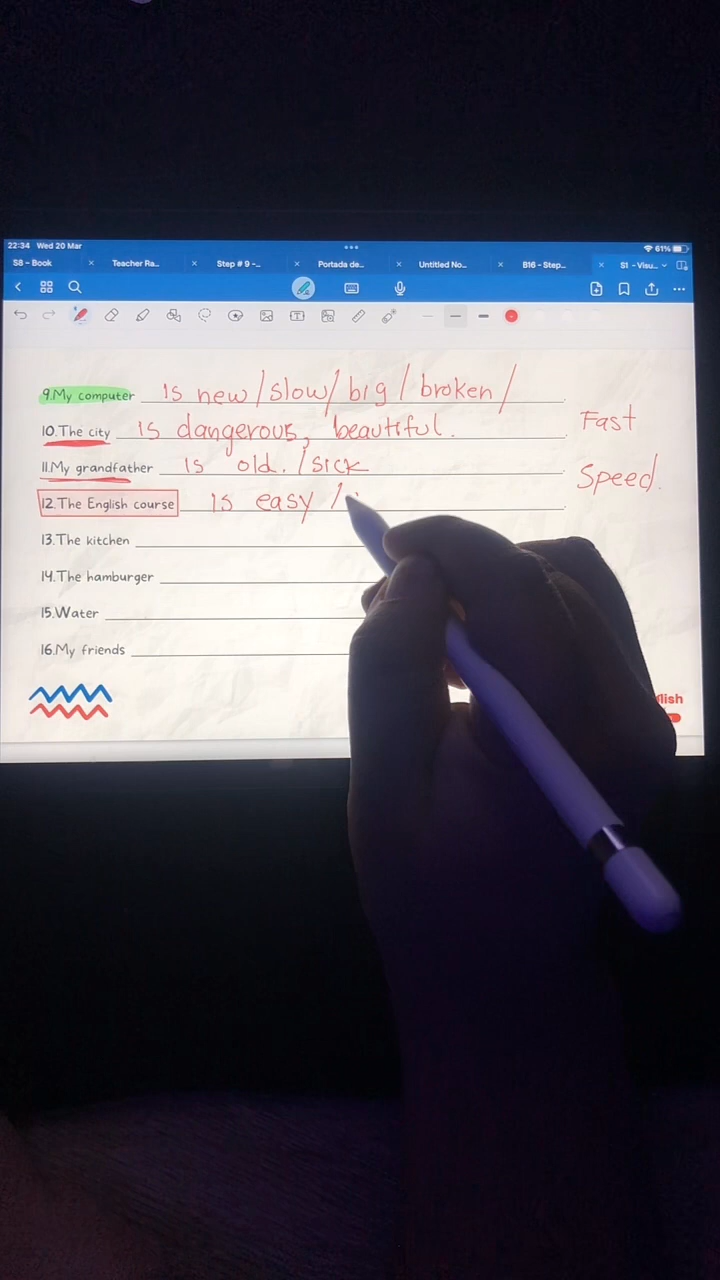 22:34 Wed 20 Mar
61%
S8 - Book × Teacher Ra... × Step # 9 -... × Portada de... × Untitled No... × B16 - Step... × S1 - Visu...
9.My computer is new / slow / big / broken /
Fast
10.The city is dangerous, beautiful.
11.My grandfather is old. / sick
Speed.
12.The English course is easy /
13.The kitchen
14.The hamburger
15.Water
16.My friends